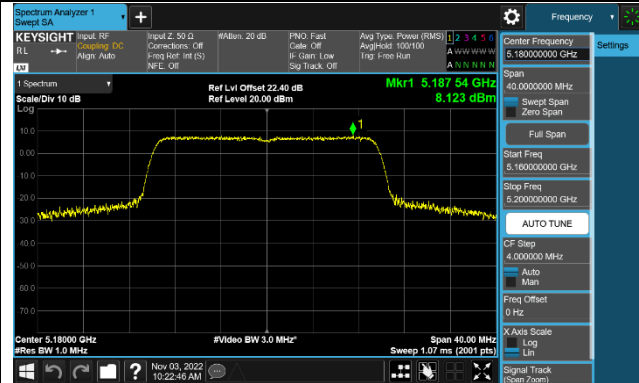 Spectrum Analyzer 1
Swept SA
Frequency
KEYSIGHT
RL
Input: RF
Coupling: DC
Align: Auto
Input Z: 50 Ω
Corrections: Off
Freq Ref: Int (S)
NFE: Off
#Atten: 20 dB
PNO: Fast
Gate: Off
IF Gain: Low
Sig Track: Off
Avg Type: Power (RMS)
Avg|Hold: 100/100
Trig: Free Run
1 2 3 4 5 6
A W W W W W
A N N N N N
LXI
1 Spectrum
Scale/Div 10 dB
Log
Ref Lvl Offset 22.40 dB
Ref Level 20.00 dBm
Mkr1 5.187 54 GHz
8.123 dBm
1
10.0
0.00
-10.0
-20.0
-30.0
-40.0
-50.0
-60.0
-70.0
Center 5.18000 GHz
#Res BW 1.0 MHz
#Video BW 3.0 MHz*
Span 40.00 MHz
Sweep 1.07 ms (2001 pts)
Nov 03, 2022
10:22:46 AM
Center Frequency
5.180000000 GHz
Span
40.0000000 MHz
Swept Span
Zero Span
Full Span
Start Freq
5.160000000 GHz
Stop Freq
5.200000000 GHz
AUTO TUNE
CF Step
4.000000 MHz
Auto
Man
Freq Offset
0 Hz
X Axis Scale
Log
Lin
Signal Track
(Span Zoom)
Settings